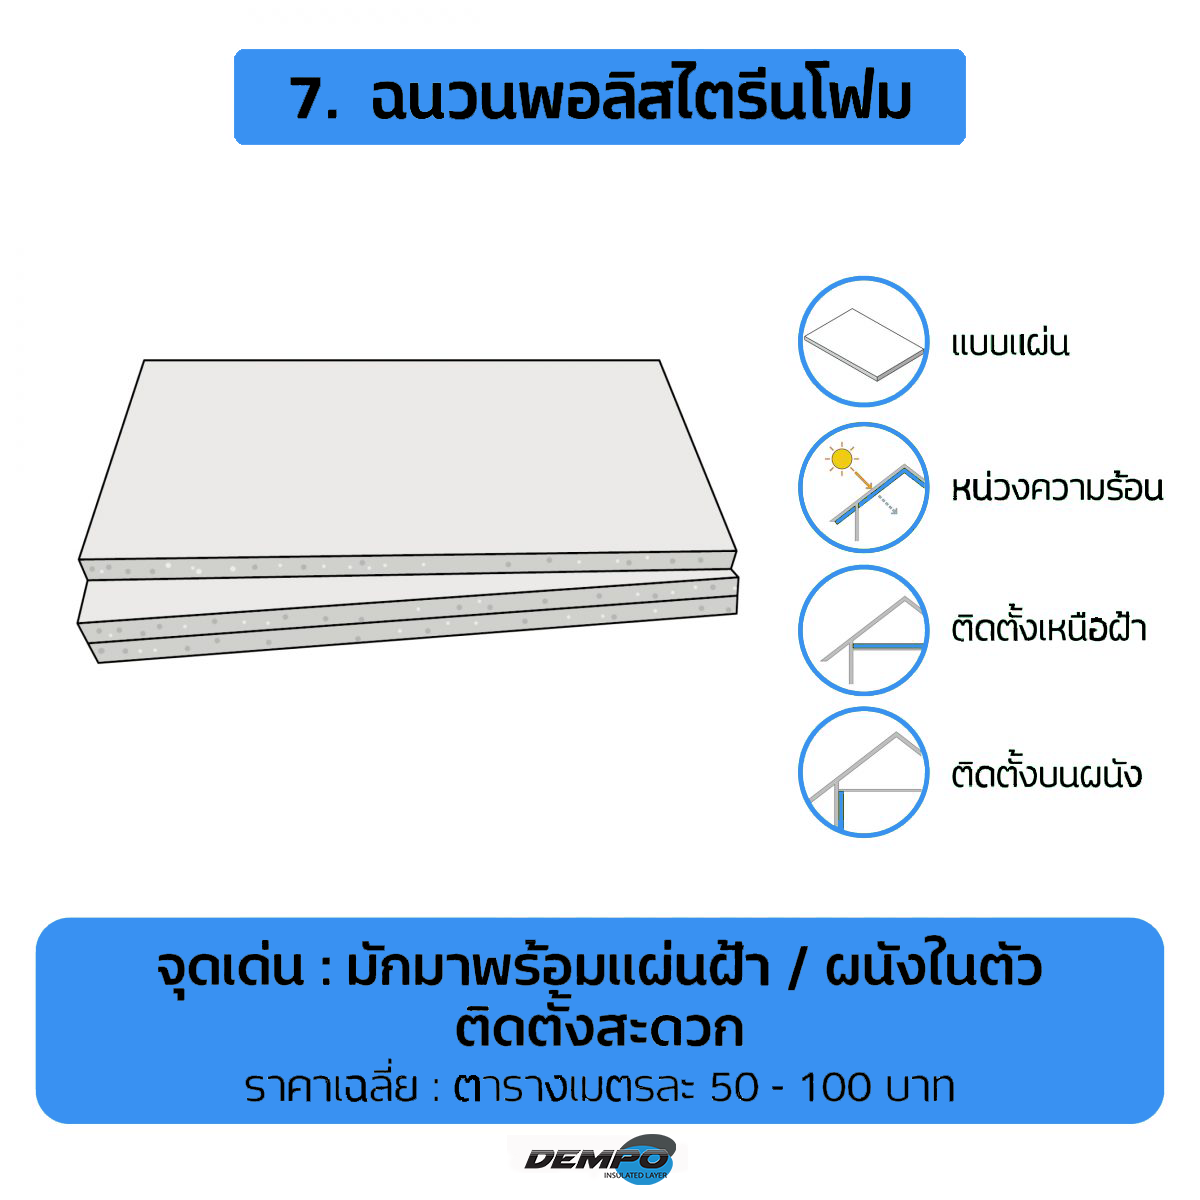 7. ฉนวนพอลิสไตรีนโฟม
แบบแผ่น
หน่วงความร้อน
ติดตั้งเหนือฝ้า
ติดตั้งบนผนัง
จุดเด่น : มักมาพร้อมแผ่นฝ้า / ผนังในตัว
ติดตั้งสะดวก
ราคาเฉลี่ย : ตารางเมตรละ 50 - 100 บาท
DEMPO
INSULATED LAYER